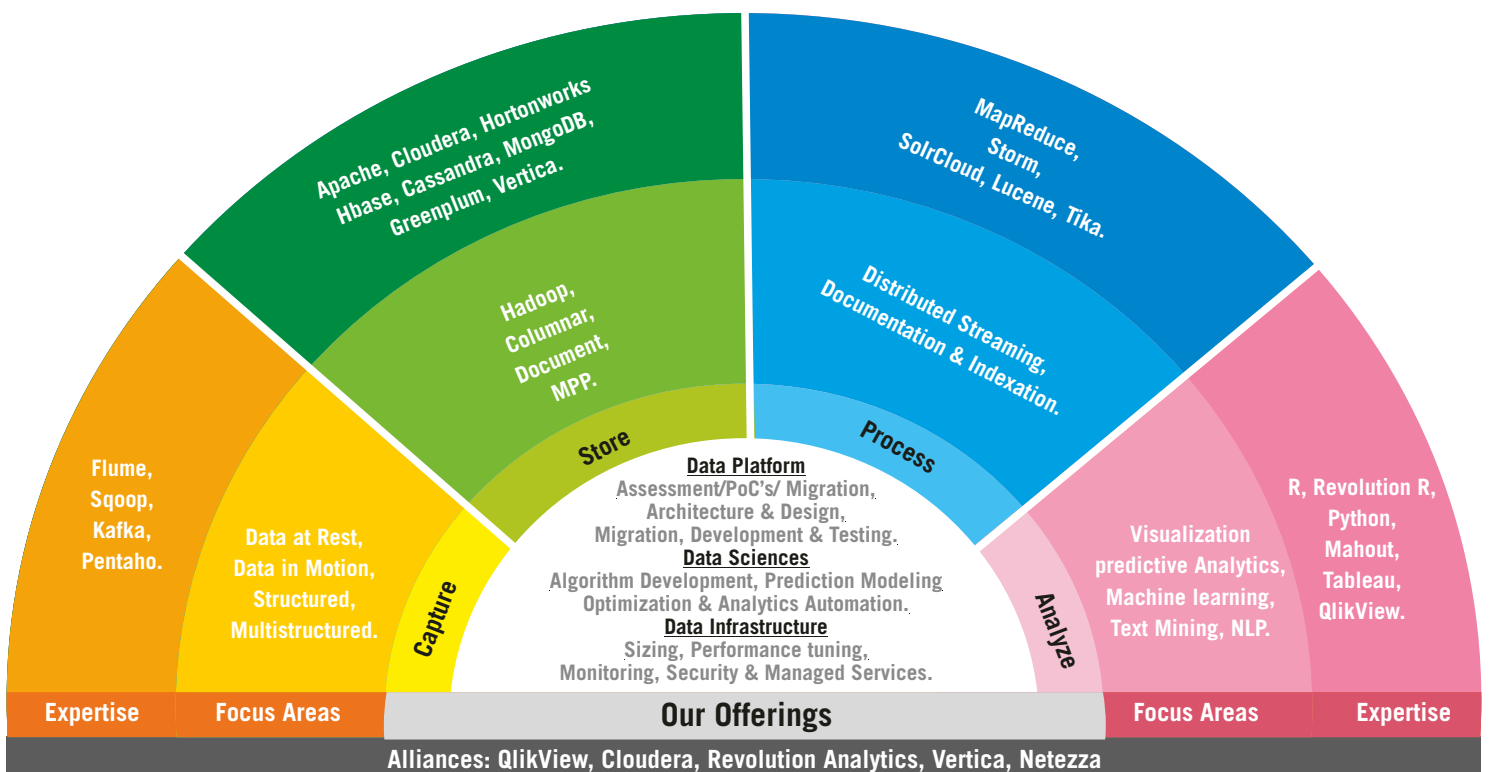 Apache, Cloudera, Hortonworks
Hbase, Cassandra, MongoDB,
Greenplum, Vertica.
MapReduce,
Storm,
SolrCloud, Lucene, Tika.
Hadoop,
Columnar,
Document,
MPP.
Distributed Streaming,
Documentation & Indexation.
Store
Process
Flume,
Sqoop,
Kafka,
Pentaho.
Data at Rest,
Data in Motion,
Structured,
Multistructured.
Capture
Data Platform
Assessment/PoC's/ Migration,
Architecture & Design,
Migration, Development & Testing.
Data Sciences
Algorithm Development, Prediction Modeling
Optimization & Analytics Automation.
Data Infrastructure
Sizing, Performance tuning,
Monitoring, Security & Managed Services.
Analyze
Visualization
predictive Analytics,
Machine learning,
Text Mining, NLP.
R, Revolution R,
Python,
Mahout,
Tableau,
QlikView.
Expertise
Focus Areas
Our Offerings
Focus Areas
Expertise
Alliances: QlikView, Cloudera, Revolution Analytics, Vertica, Netezza